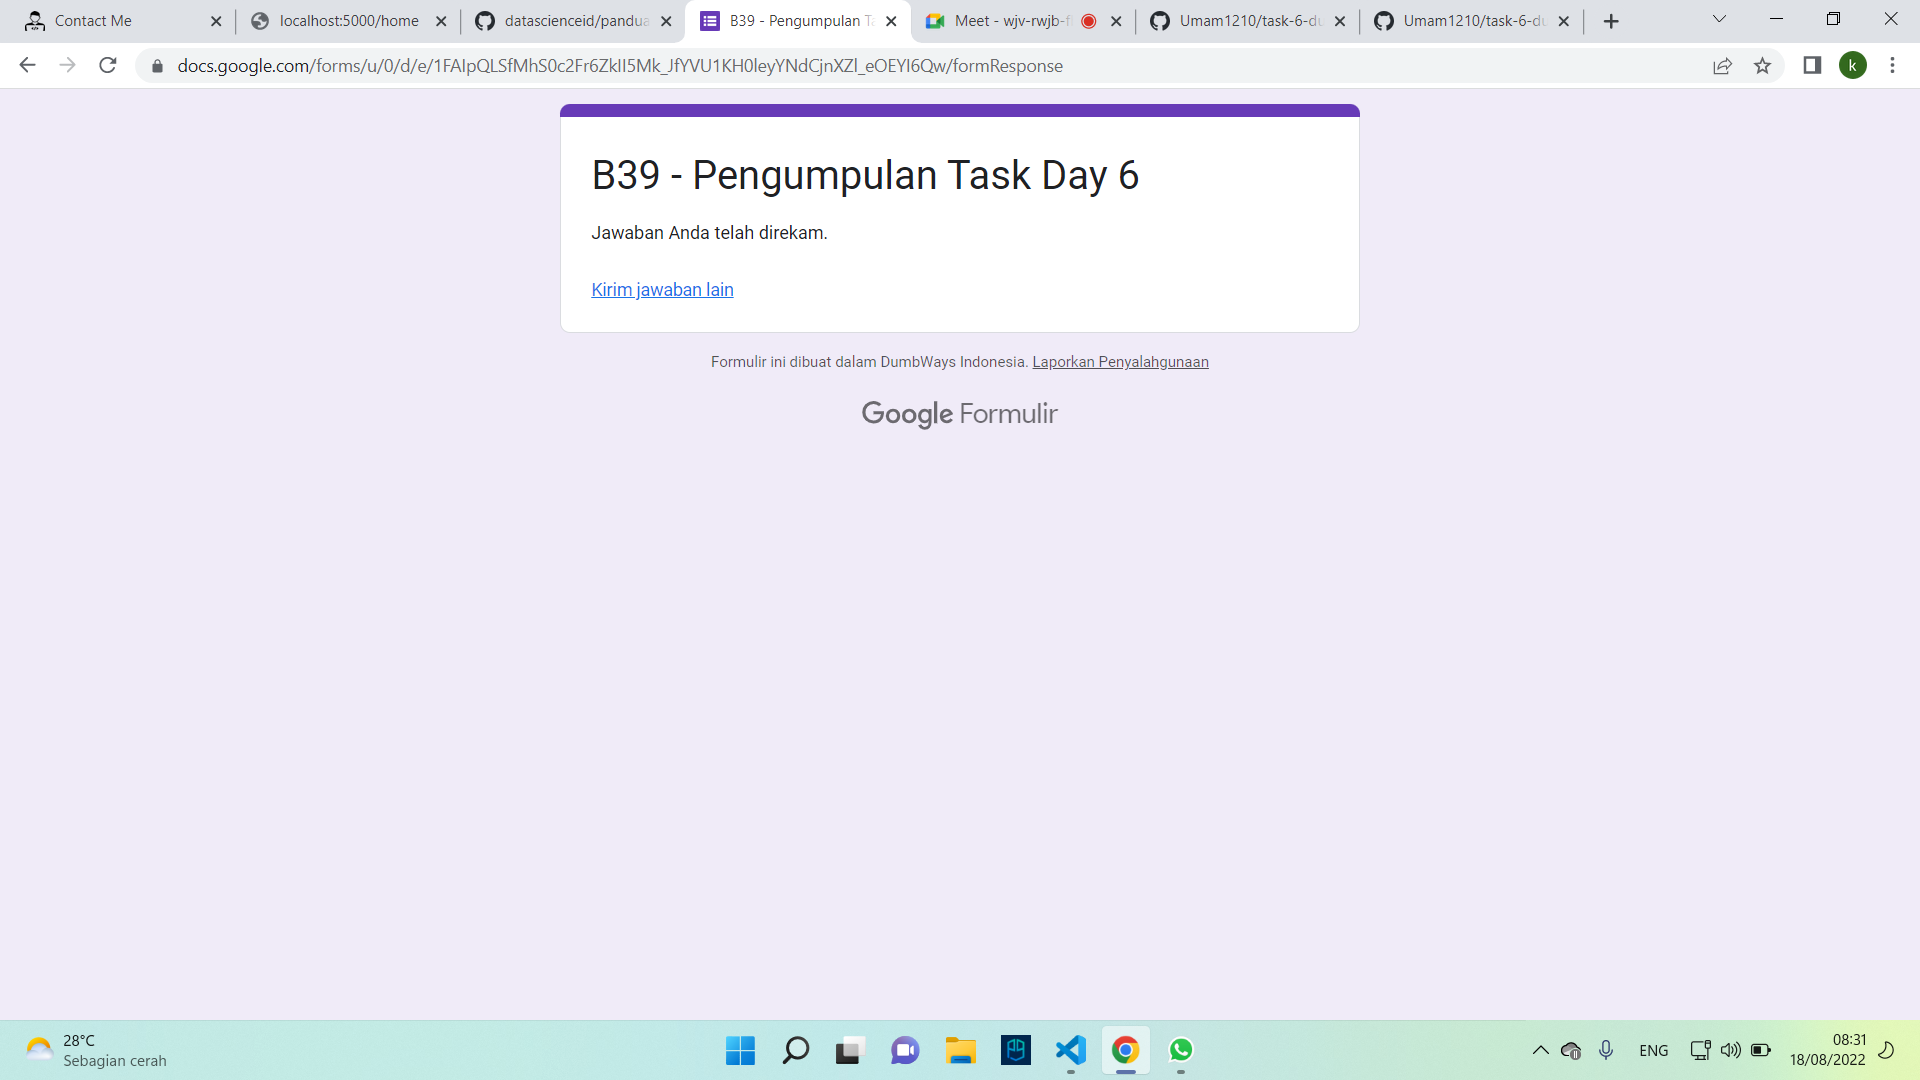 Contact Me
localhost:5000/home
datascienceid/pandua
B39 - Pengumpulan Ta
Meet - wjv-rwjb-f
Umam1210/task-6-du
Umam1210/task-6-du
docs.google.com/forms/u/0/d/e/1FAIpQLSfMhS0c2Fr6ZkII5Mk_JfYVU1KH0leyYNdCjnXZl_eOEYI6Qw/formResponse
k
B39 - Pengumpulan Task Day 6
Jawaban Anda telah direkam.
Kirim jawaban lain
Formulir ini dibuat dalam DumbWays Indonesia. Laporkan Penyalahgunaan
Google Formulir
28°C
Sebagian cerah
ENG
08:31
18/08/2022